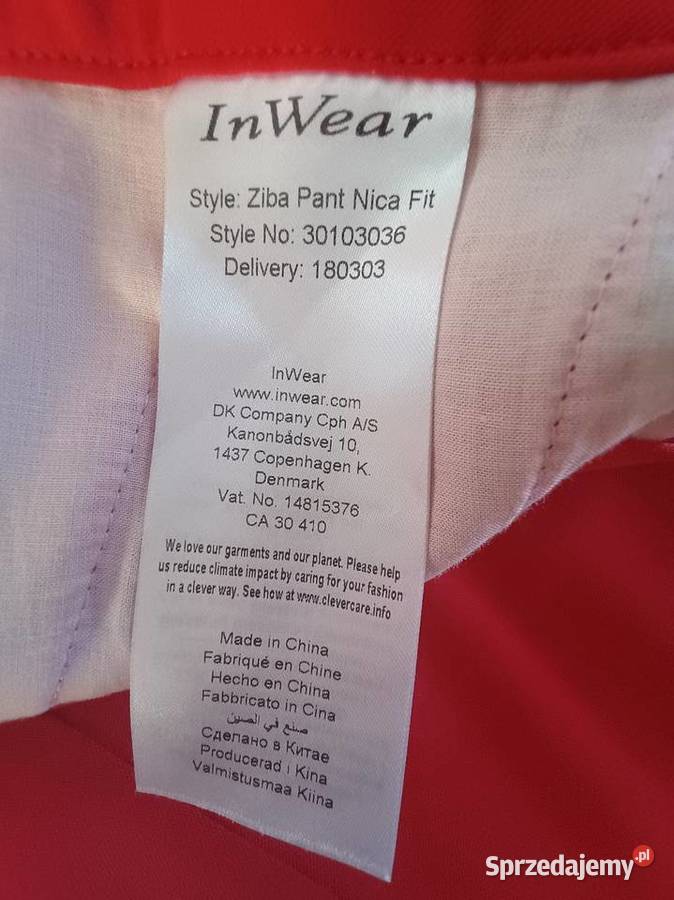 InWear
Style: Ziba Pant Nica Fit
Style No: 30103036
Delivery: 180303
InWear
www.inwear.com
DK Company Cph A/S
Kanonbådsvej 10,
1437 Copenhagen K.
Denmark
Vat. No. 14815376
CA 30 410
We love our garments and our planet. Please help
us reduce climate impact by caring for your fashion
in a clever way. See how at www.clevercare.info
Made in China
Fabriqué en Chine
Hecho en China
Fabbricato in Cina
صنع في الصين
Сделано в Китае
Producerad i Kina
Valmistusmaa Kiina
Sprzedajemy.pl